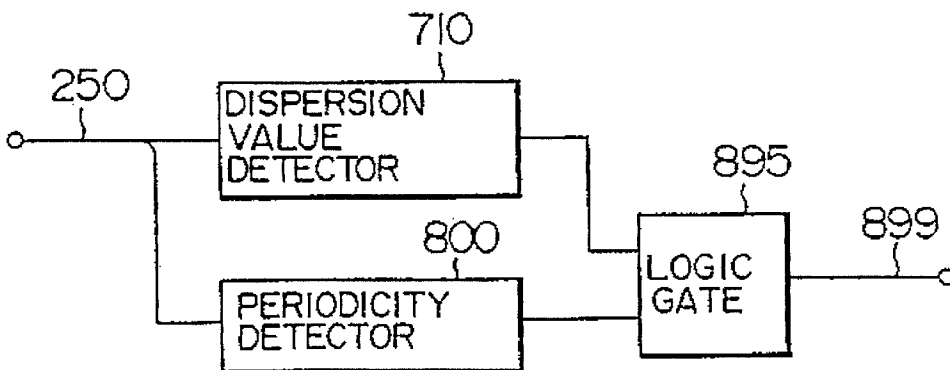 710
250
DISPERSION
VALUE
DETECTOR
895
800
899
PERIODICITY
DETECTOR
LOGIC
GATE